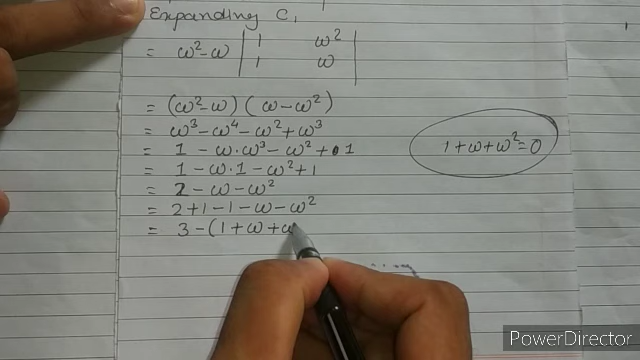 Expanding C₁
= ω²-ω | 1 ω² |
| 1 ω |
= (ω²-ω)(ω-ω²)
= ω³-ω⁴-ω²+ω³
= 1-ω·ω³-ω²+1
= 1-ω·1-ω²+1
= 2-ω-ω²
= 2+1-1-ω-ω²
= 3-(1+ω+ω
1+ω+ω²=0
PowerDirector